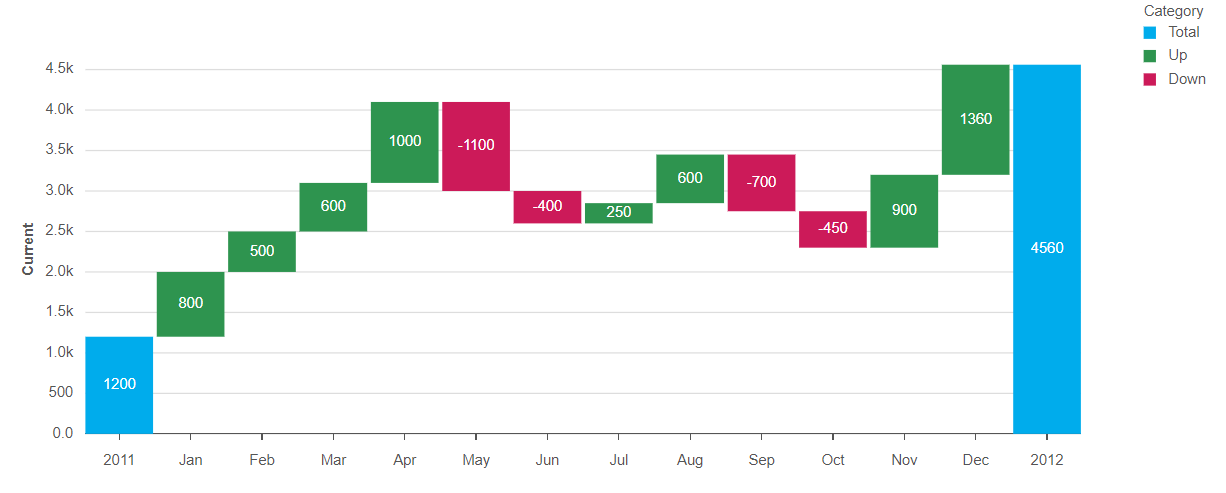 Category
Total
Up
Down
4.5k
4.0k
3.5k
3.0k
2.5k
2.0k
1.5k
1.0k
500
0.0
Current
1200
800
500
600
1000
-1100
-400
250
600
-700
-450
900
1360
4560
2011 Jan Feb Mar Apr May Jun Jul Aug Sep Oct Nov Dec 2012